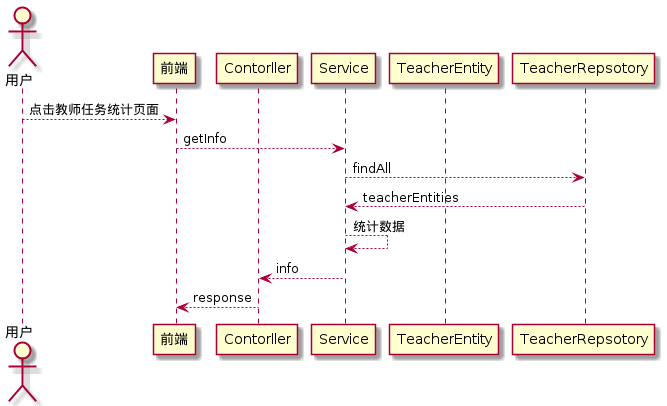 用户
前端
Contorller
Service
TeacherEntity
TeacherRepsotory
点击教师任务统计页面
getInfo
findAll
teacherEntities
统计数据
info
response
用户
前端
Contorller
Service
TeacherEntity
TeacherRepsotory